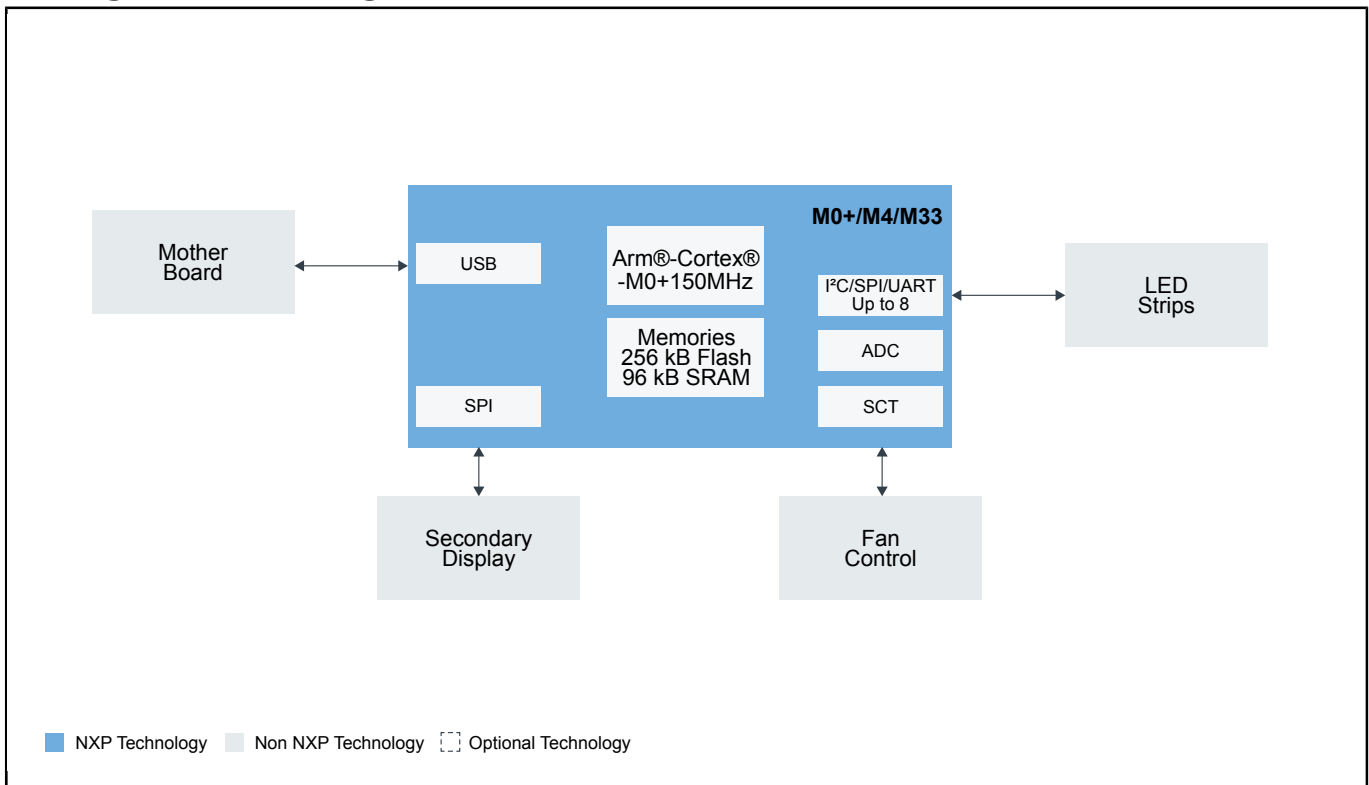 M0+/M4/M33
Mother
Board
USB
Arm®-Cortex®
-M0+150MHz
I²C/SPI/UART
Up to 8
LED
Strips
Memories
256 kB Flash
96 kB SRAM
ADC
SPI
SCT
Secondary
Display
Fan
Control
NXP Technology
Non NXP Technology
Optional Technology